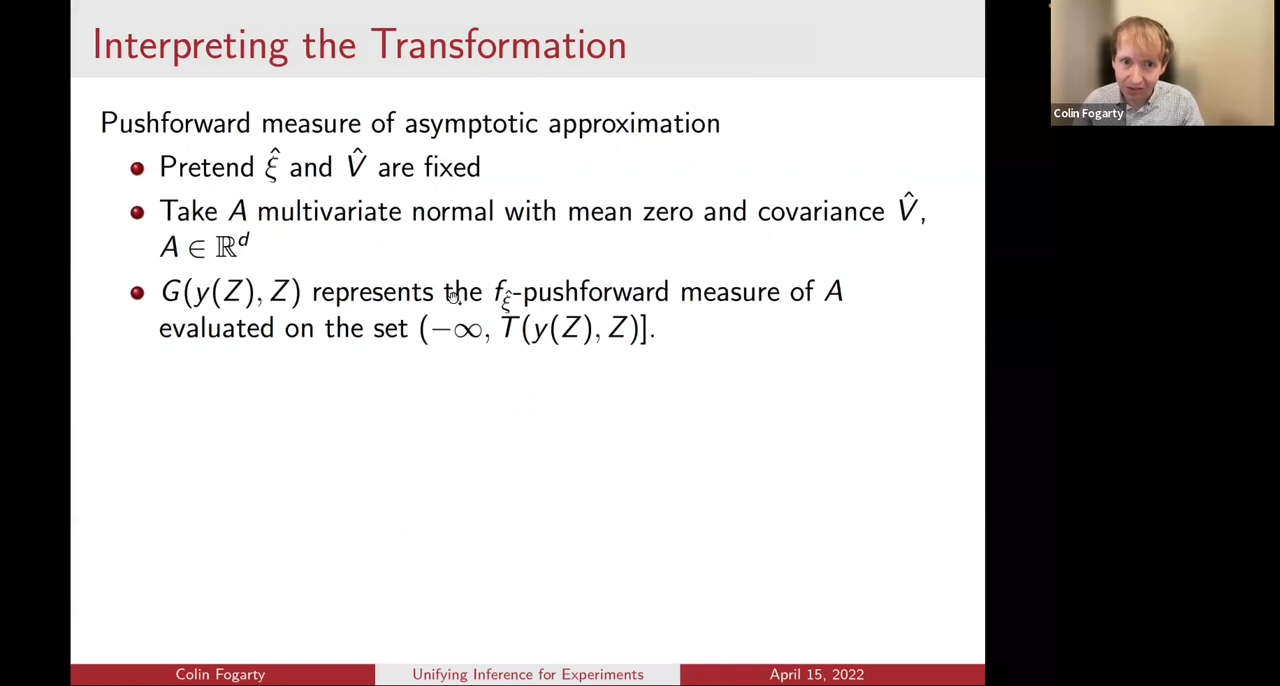 Interpreting the Transformation
Colin Fogarty
Pushforward measure of asymptotic approximation
Pretend ξ̂ and V̂ are fixed
Take A multivariate normal with mean zero and covariance V̂,
A ∈ ℝᵈ
G(y(Z), Z) represents the f_ξ̂-pushforward measure of A
evaluated on the set (−∞, T(y(Z), Z)].
Colin Fogarty Unifying Inference for Experiments April 15, 2022